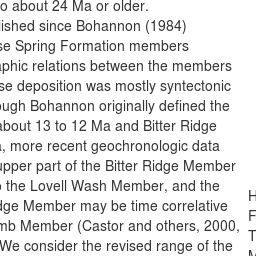 o about 24 Ma or older.
lished since Bohannon (1984)
se Spring Formation members
aphic relations between the members
se deposition was mostly syntectonic
ough Bohannon originally defined the
about 13 to 12 Ma and Bitter Ridge
, more recent geochronologic data
upper part of the Bitter Ridge Member
o the Lovell Wash Member, and the
dge Member may be time correlative
mb Member (Castor and others, 2000,
We consider the revised range of the
H
F
T